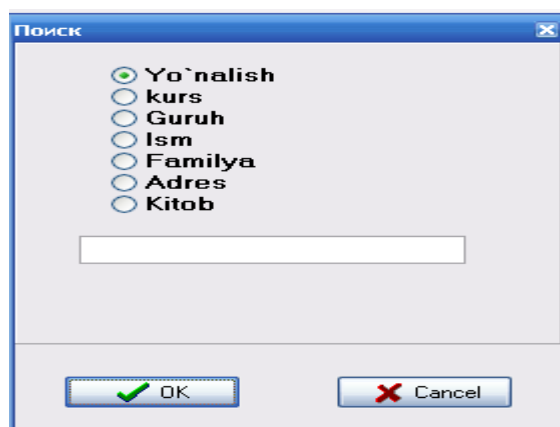 Поиск
Yo`nalish
kurs
Guruh
Ism
Familya
Adres
Kitob
OK
Cancel